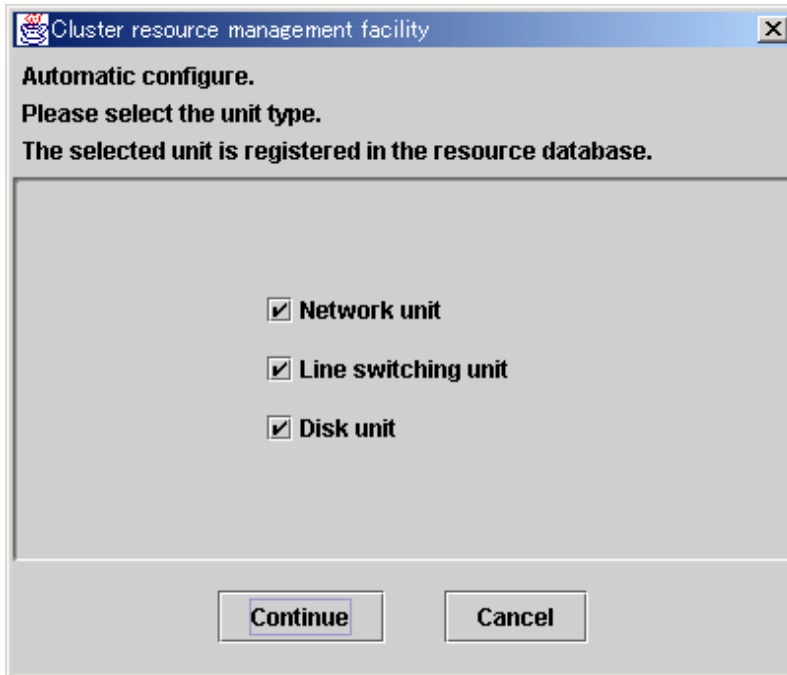 Cluster resource management facility
Automatic configure.
Please select the unit type.
The selected unit is registered in the resource database.
Network unit
Line switching unit
Disk unit
Continue Cancel